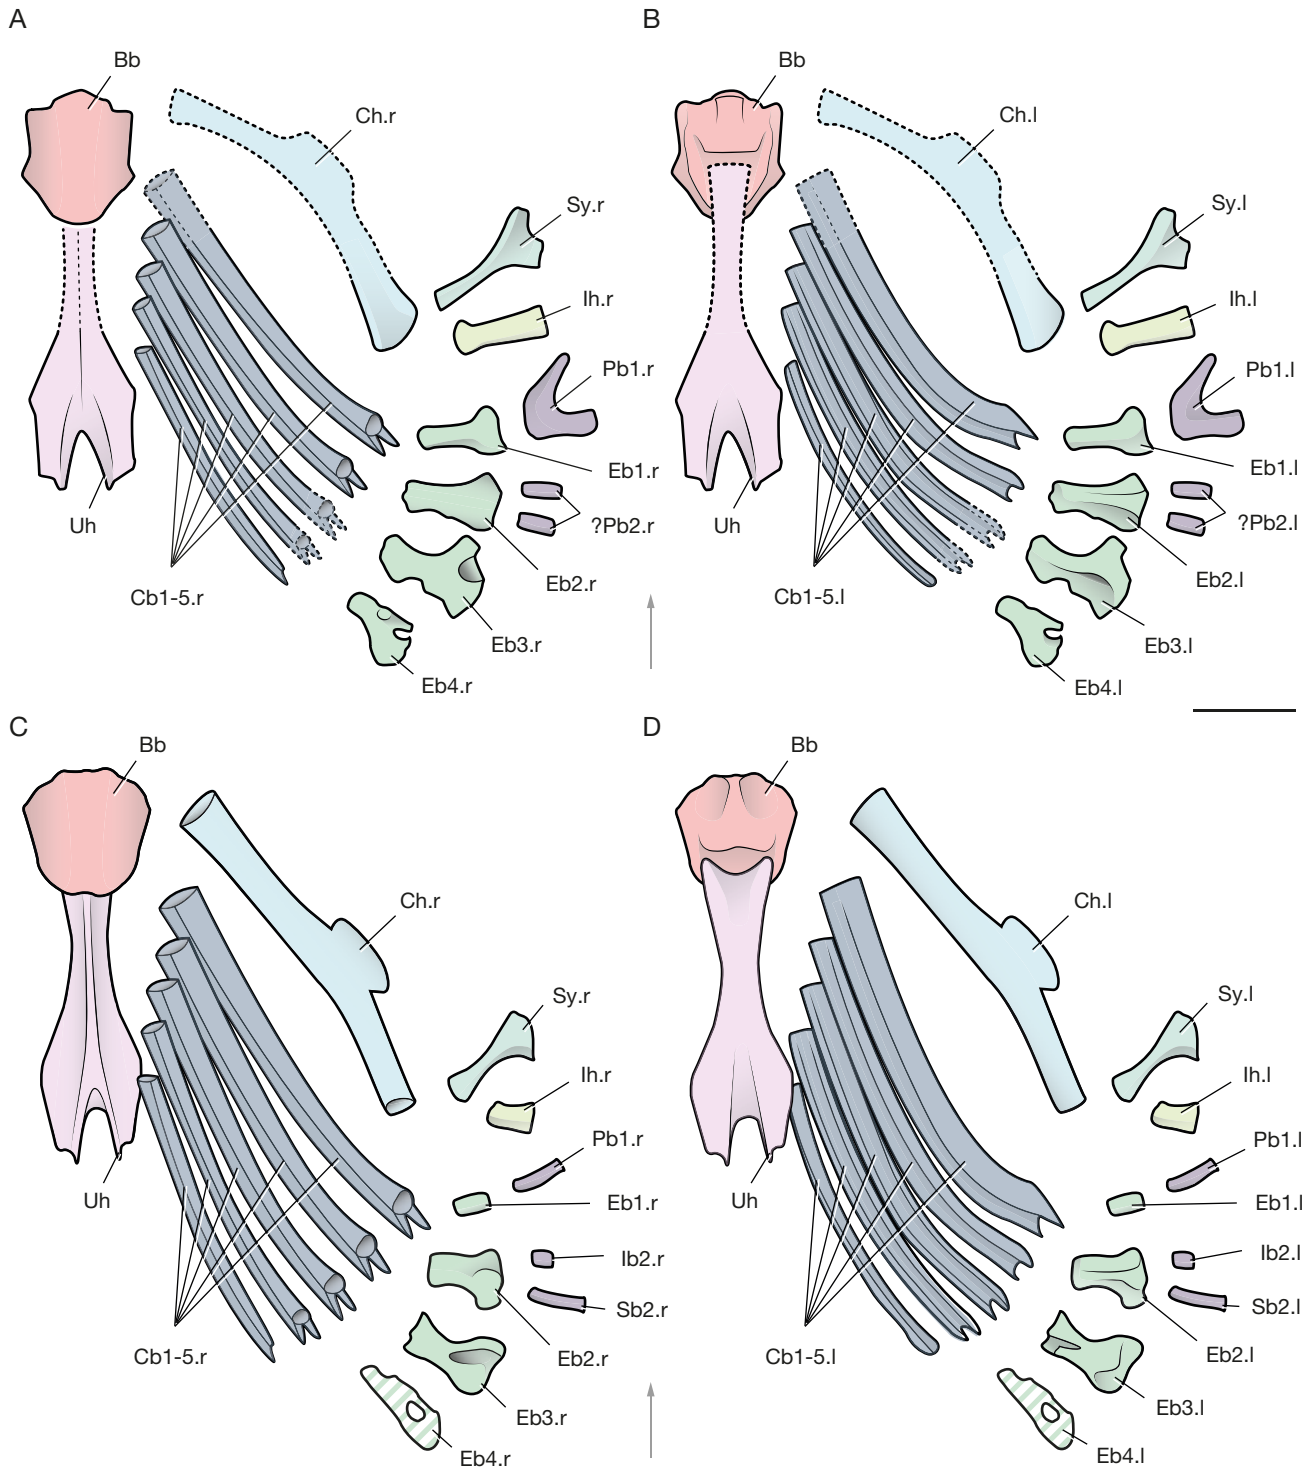 A
Bb
Ch.r
Sy.r
Ih.r
Pb1.r
Eb1.r
?Pb2.r
Uh
Eb2.r
Cb1-5.r
Eb3.r
Eb4.r
B
Bb
Ch.l
Sy.l
Ih.l
Pb1.l
Eb1.l
?Pb2.l
Uh
Eb2.l
Cb1-5.l
Eb3.l
Eb4.l
C
Bb
Ch.r
Sy.r
Ih.r
Pb1.r
Eb1.r
Uh
Ib2.r
Sb2.r
Cb1-5.r
Eb2.r
Eb3.r
Eb4.r
D
Bb
Ch.l
Sy.l
Ih.l
Pb1.l
Eb1.l
Uh
Ib2.l
Sb2.l
Cb1-5.l
Eb2.l
Eb3.l
Eb4.l